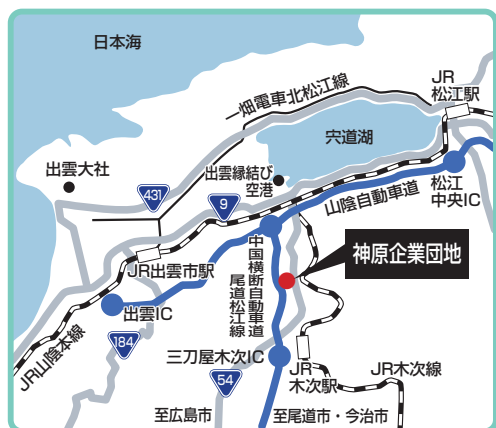 日本海
一畑電車北松江線
JR
松江駅
宍道湖
出雲大社
出雲縁結び
空港
431
9
山陰自動車道
松江
中央IC
神原企業団地
JR出雲市駅
中国横断自動車道
尾道松江線
出雲IC
184
JR山陰本線
三刀屋木次IC
54
JR
木次駅
JR木次線
至広島市
至尾道市・今治市